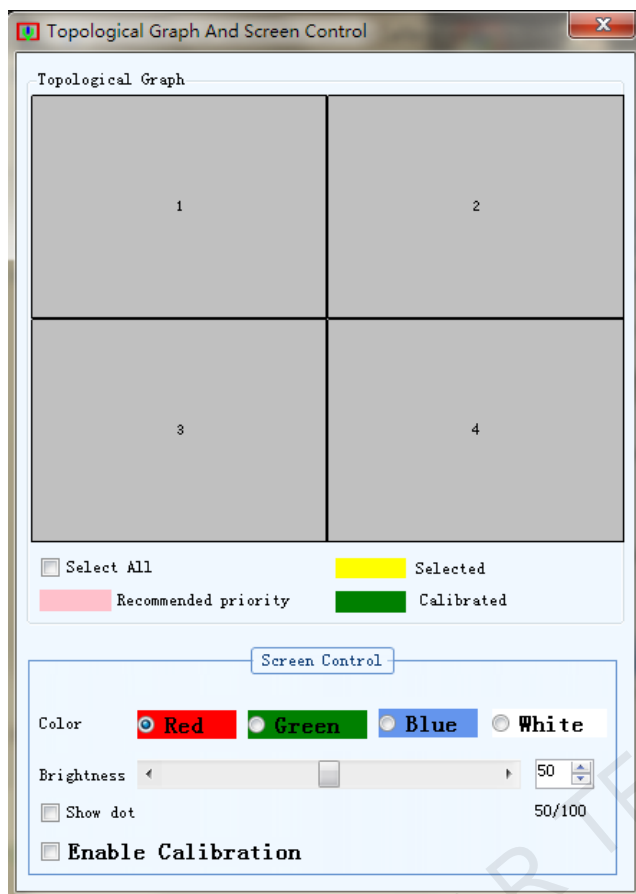 Topological Graph And Screen Control
Topological Graph
1 2
3 4
Select All Selected
Recommended priority Calibrated
Screen Control
Color Red Green Blue White
Brightness 50
Show dot 50/100
Enable Calibration